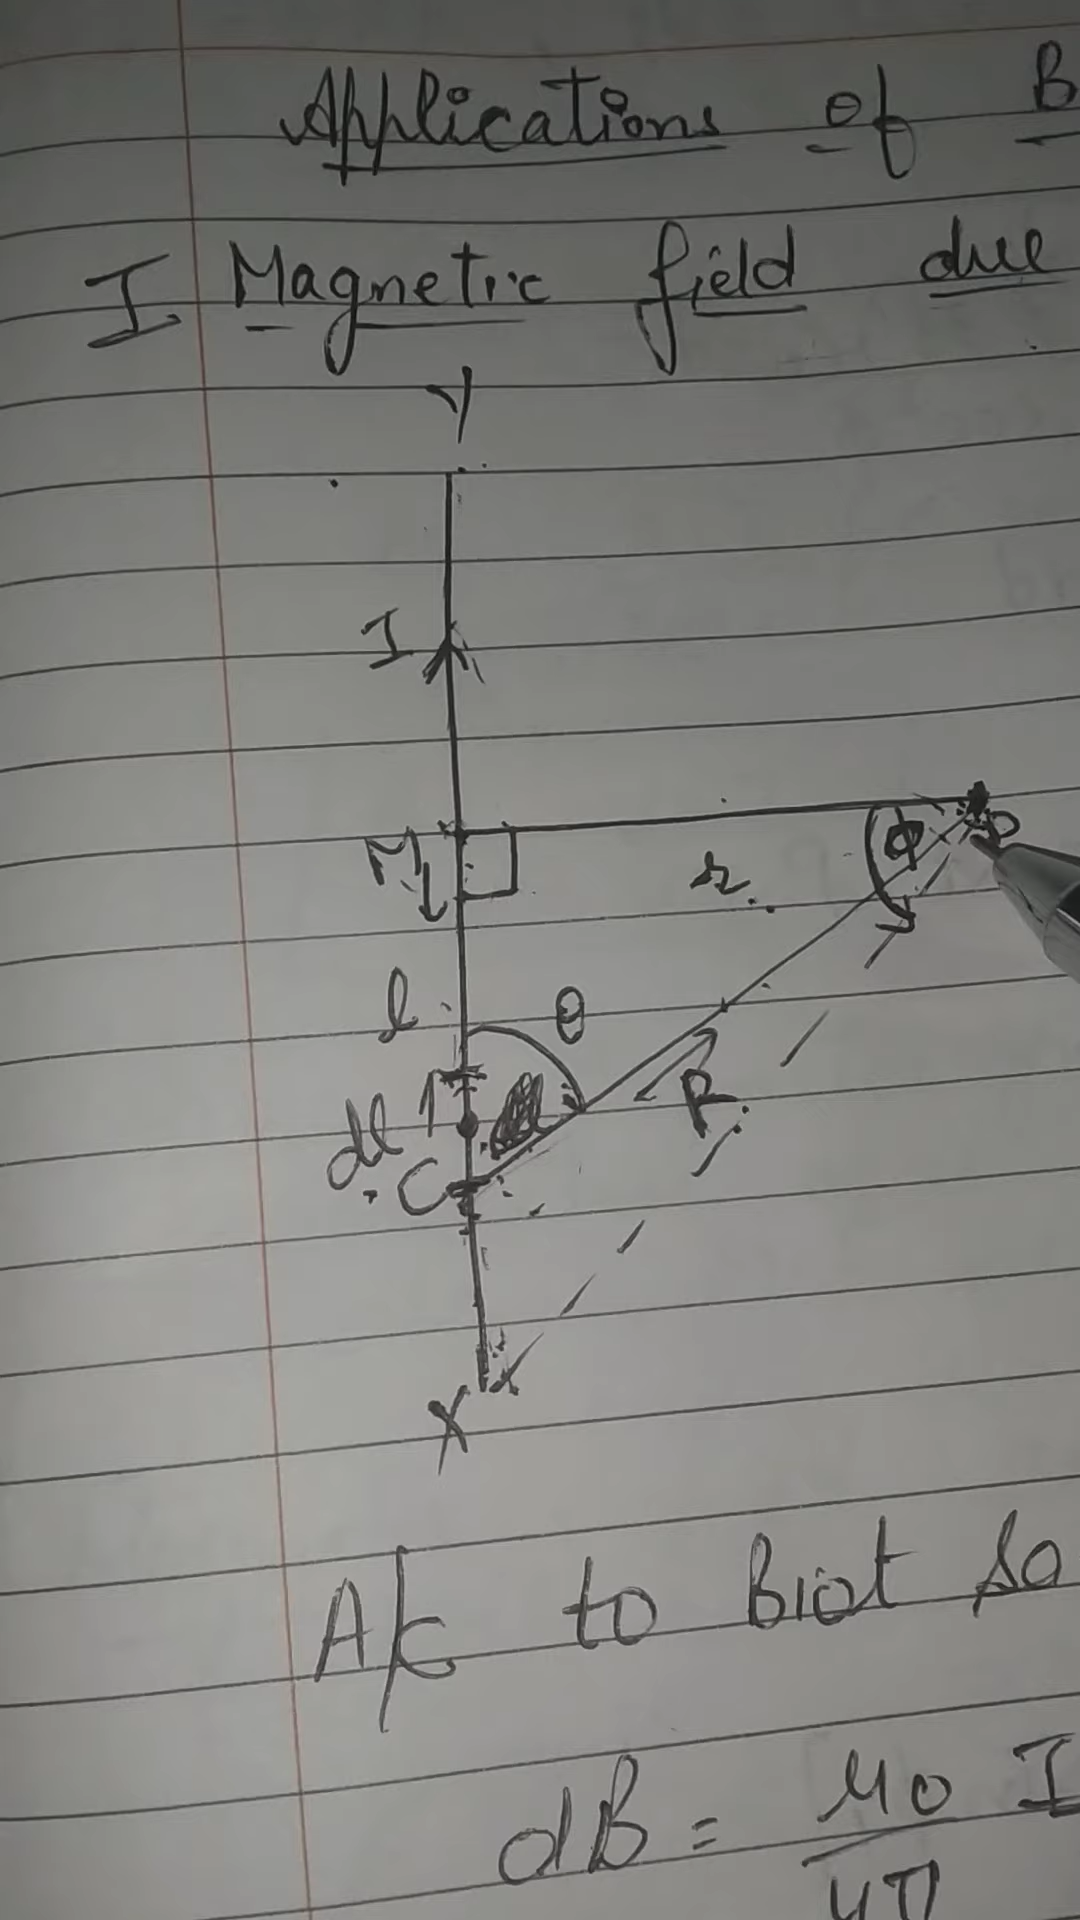 Applications of B
I. Magnetic field due
Y
I
M
P
ϕ
r
l
θ
dl
R
C
X
A/c to Biot Sa
dB = μ0 I
4π